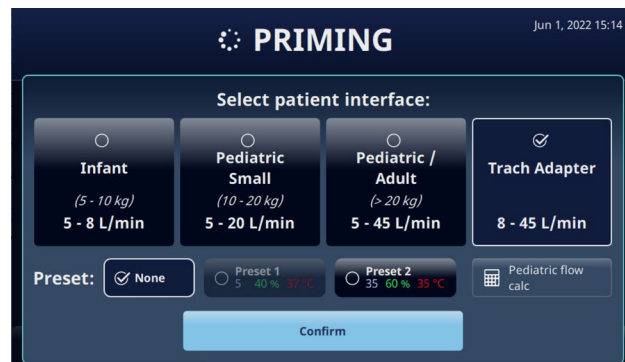 PRIMING
Jun 1, 2022 15:14
Select patient interface:
Infant
(5 - 10 kg)
5 - 8 L/min
Pediatric
Small
(10 - 20 kg)
5 - 20 L/min
Pediatric /
Adult
(> 20 kg)
5 - 45 L/min
Trach Adapter
8 - 45 L/min
Preset:
None
Preset 1
5 40 % 37 °C
Preset 2
35 60 % 35 °C
Pediatric flow
calc
Confirm